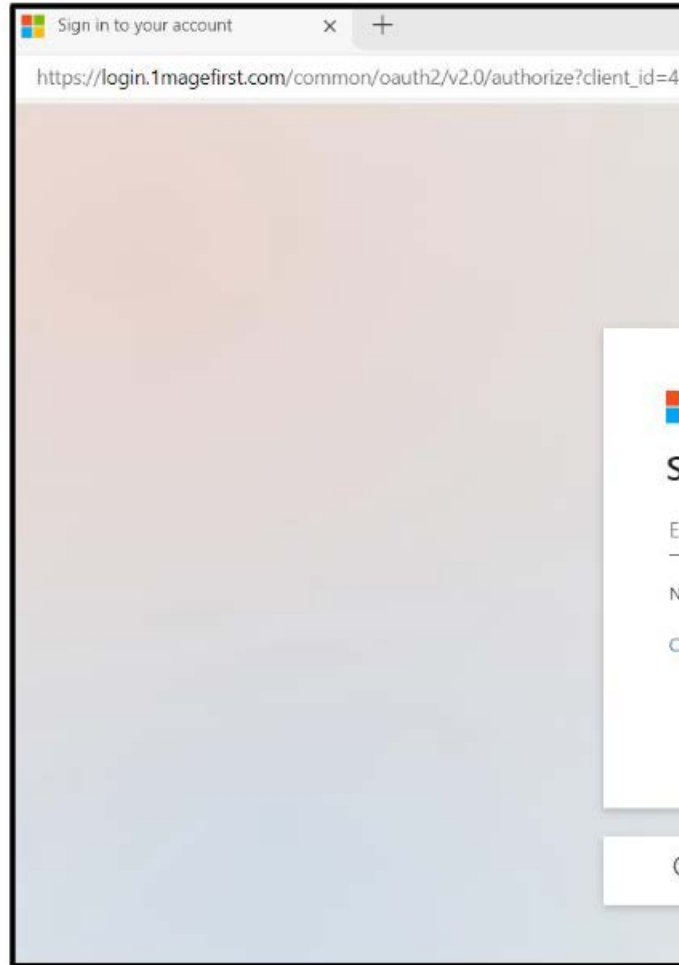 Sign in to your account
https://login.1magefirst.com/common/oauth2/v2.0/authorize?client_id=4
S
E
N
C